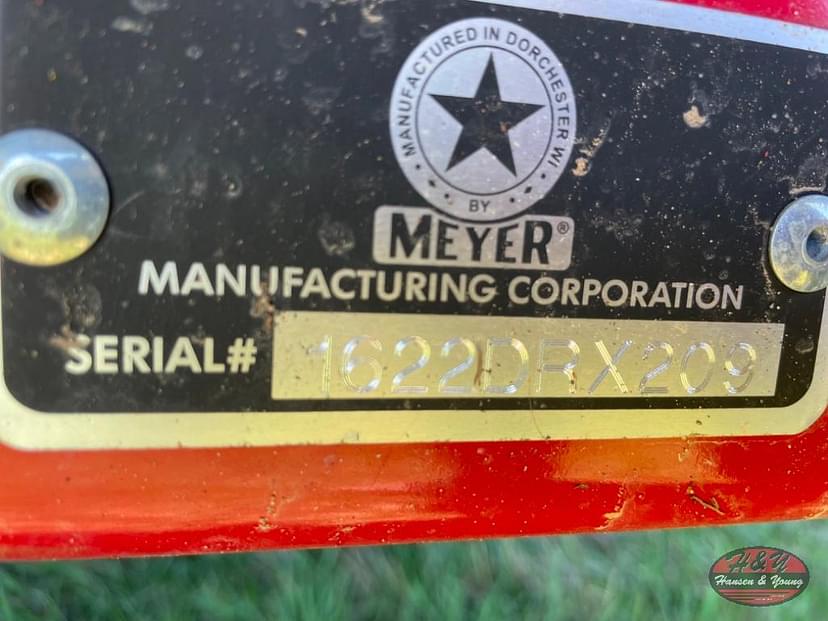 MANUFACTURED IN DORCHESTER WI
BY
MEYER®
MANUFACTURING CORPORATION
SERIAL# 1622DRX209
H&Y
Hansen & Young